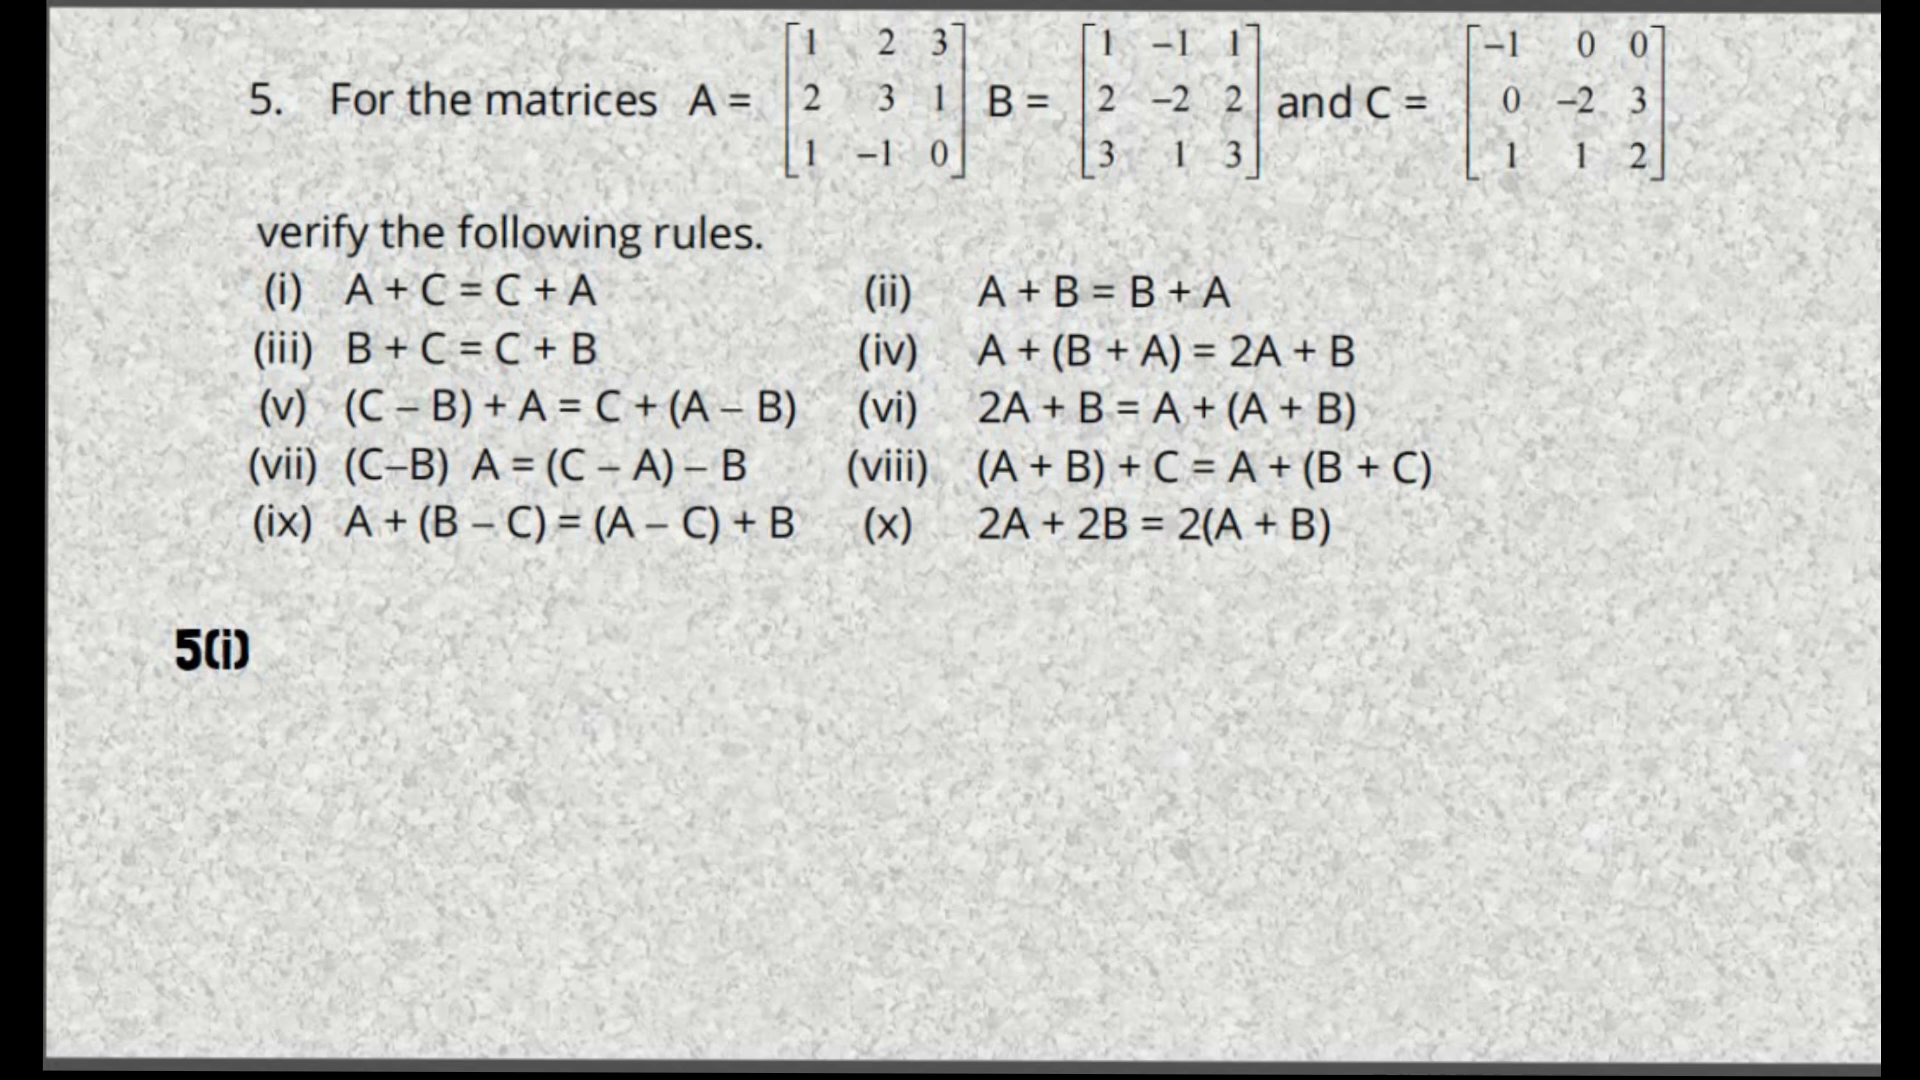 5. For the matrices A = [1 2 3; 2 3 1; 1 –1 0] B = [1 –1 1; 2 –2 2; 3 1 3] and C = [–1 0 0; 0 –2 3; 1 1 2]
verify the following rules.
(i) A + C = C + A (ii) A + B = B + A
(iii) B + C = C + B (iv) A + (B + A) = 2A + B
(v) (C – B) + A = C + (A – B) (vi) 2A + B = A + (A + B)
(vii) (C–B) A = (C – A) – B (viii) (A + B) + C = A + (B + C)
(ix) A + (B – C) = (A – C) + B (x) 2A + 2B = 2(A + B)
5(i)